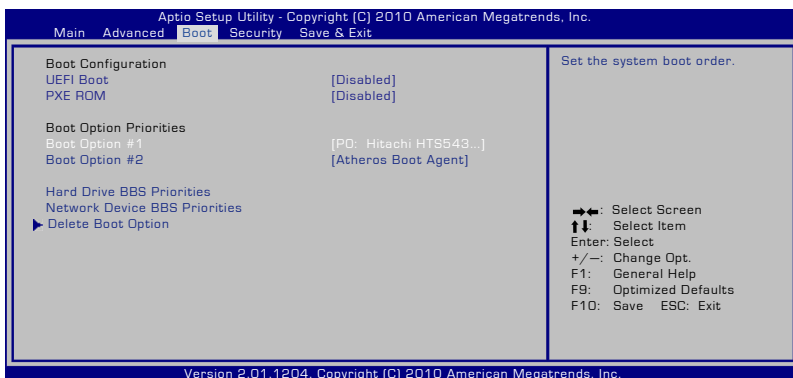 Aptio Setup Utility - Copyright (C) 2010 American Megatrends, Inc.
Main Advanced Boot Security Save & Exit
Boot Configuration
UEFI Boot [Disabled]
PXE ROM [Disabled]
Boot Option Priorities
Boot Option #1 [P0: Hitachi HTS543...]
Boot Option #2 [Atheros Boot Agent]
Hard Drive BBS Priorities
Network Device BBS Priorities
Delete Boot Option
Set the system boot order.
→←: Select Screen
↑↓: Select Item
Enter: Select
+/—: Change Opt.
F1: General Help
F9: Optimized Defaults
F10: Save ESC: Exit
Version 2.01.1204. Copyright (C) 2010 American Megatrends, Inc.